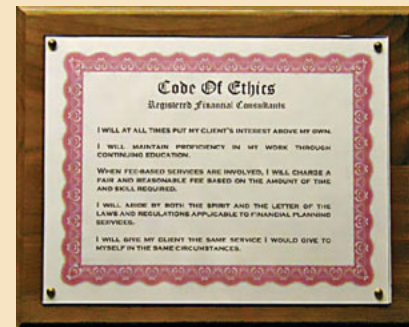 Code Of Ethics
Registered Financial Consultants
I WILL AT ALL TIMES PUT MY CLIENT'S INTEREST ABOVE MY OWN.
I WILL MAINTAIN PROFICIENCY IN MY WORK THROUGH
CONTINUING EDUCATION.
WHEN FEE-BASED SERVICES ARE INVOLVED, I WILL CHARGE A
FAIR AND REASONABLE FEE BASED ON THE AMOUNT OF TIME
AND SKILL REQUIRED.
I WILL ABIDE BY BOTH THE SPIRIT AND THE LETTER OF THE
LAWS AND REGULATIONS APPLICABLE TO FINANCIAL PLANNING
SERVICES.
I WILL GIVE MY CLIENT THE SAME SERVICE I WOULD GIVE TO
MYSELF IN THE SAME CIRCUMSTANCES.